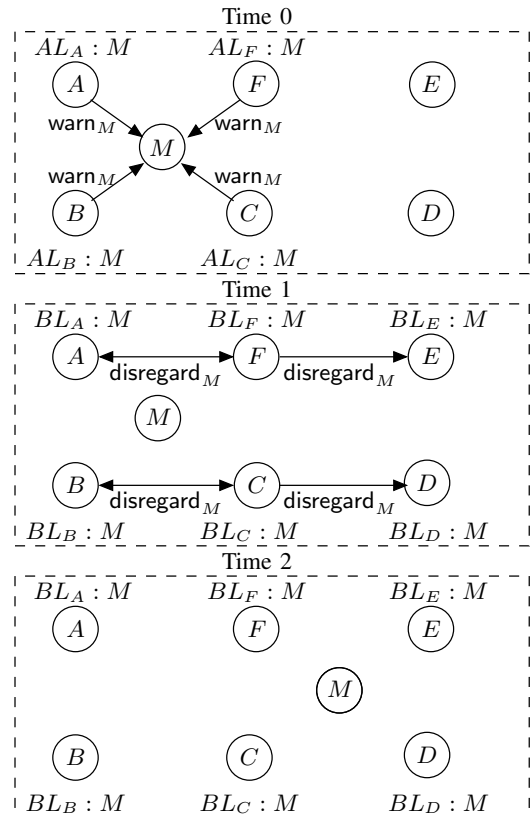 Time 0
AL_A : M AL_F : M
A F E
warn_M warn_M
M
warn_M warn_M
B C D
AL_B : M AL_C : M
Time 1
BL_A : M BL_F : M BL_E : M
A F E
disregard_M disregard_M
M
B C D
disregard_M disregard_M
BL_B : M BL_C : M BL_D : M
Time 2
BL_A : M BL_F : M BL_E : M
A F E
M
B C D
BL_B : M BL_C : M BL_D : M